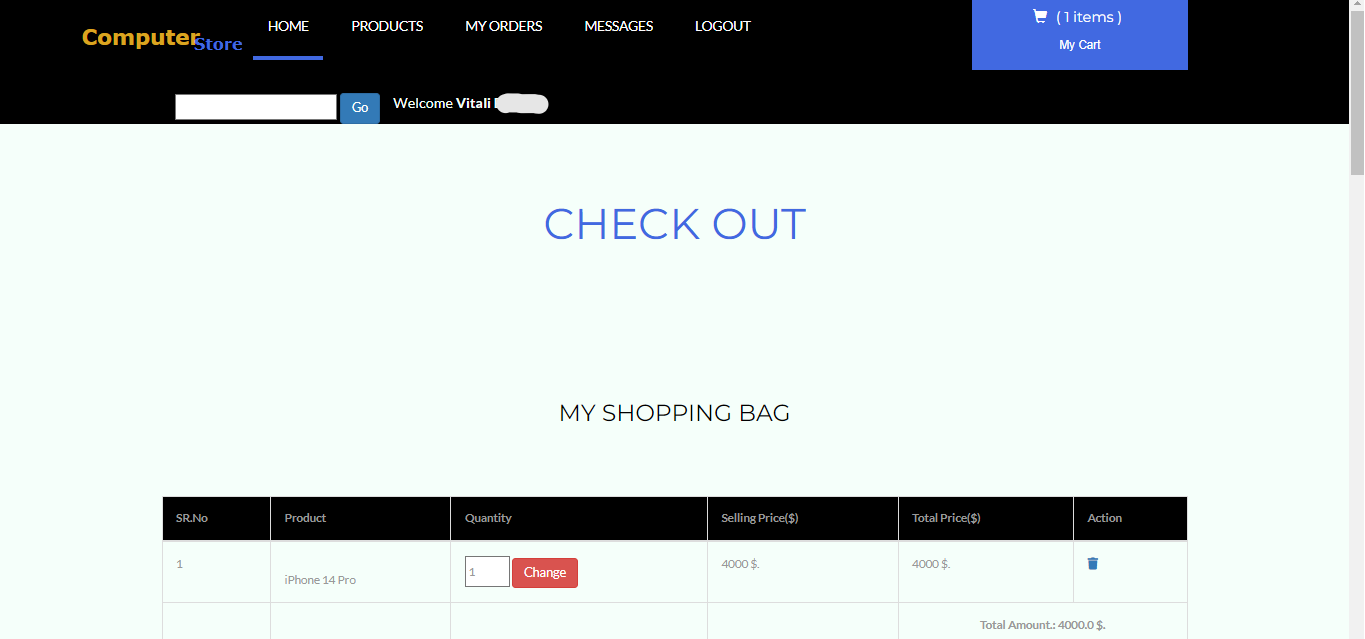 Computer Store
HOME PRODUCTS MY ORDERS MESSAGES LOGOUT
( 1 items )
My Cart
Go Welcome Vitali
CHECK OUT
MY SHOPPING BAG
SR.No Product Quantity Selling Price($) Total Price($) Action
1 iPhone 14 Pro 1 Change 4000 $. 4000 $.
Total Amount.: 4000.0 $.